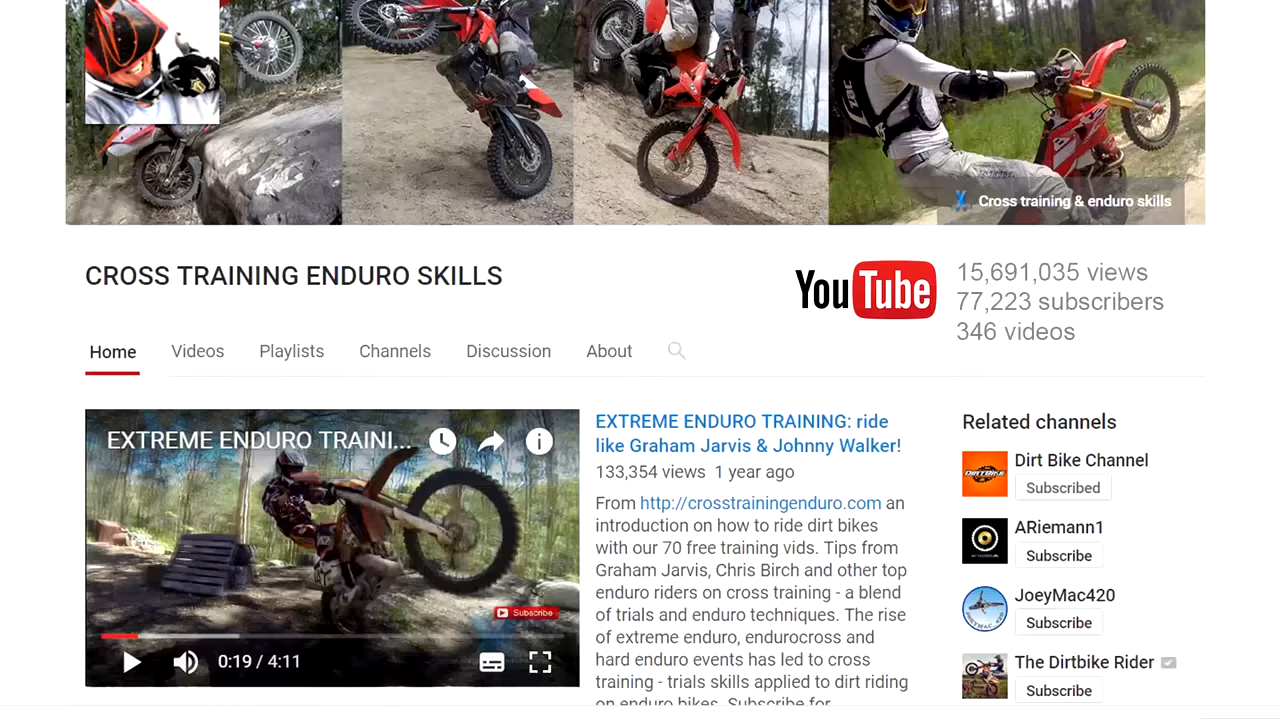 Cross training & enduro skills
CROSS TRAINING ENDURO SKILLS
YouTube
15,691,035 views
77,223 subscribers
346 videos
Home Videos Playlists Channels Discussion About
EXTREME ENDURO TRAINI...
Subscribe
0:19 / 4:11
EXTREME ENDURO TRAINING: ride
like Graham Jarvis & Johnny Walker!
133,354 views 1 year ago
From http://crosstrainingenduro.com an
introduction on how to ride dirt bikes
with our 70 free training vids. Tips from
Graham Jarvis, Chris Birch and other top
enduro riders on cross training - a blend
of trials and enduro techniques. The rise
of extreme enduro, endurocross and
hard enduro events has led to cross
training - trials skills applied to dirt riding
on enduro bikes. Subscribe for
Related channels
DIRTBIKE
Dirt Bike Channel
Subscribed
ARiemann1
Subscribe
JoeyMac420
Subscribe
The Dirtbike Rider
Subscribe